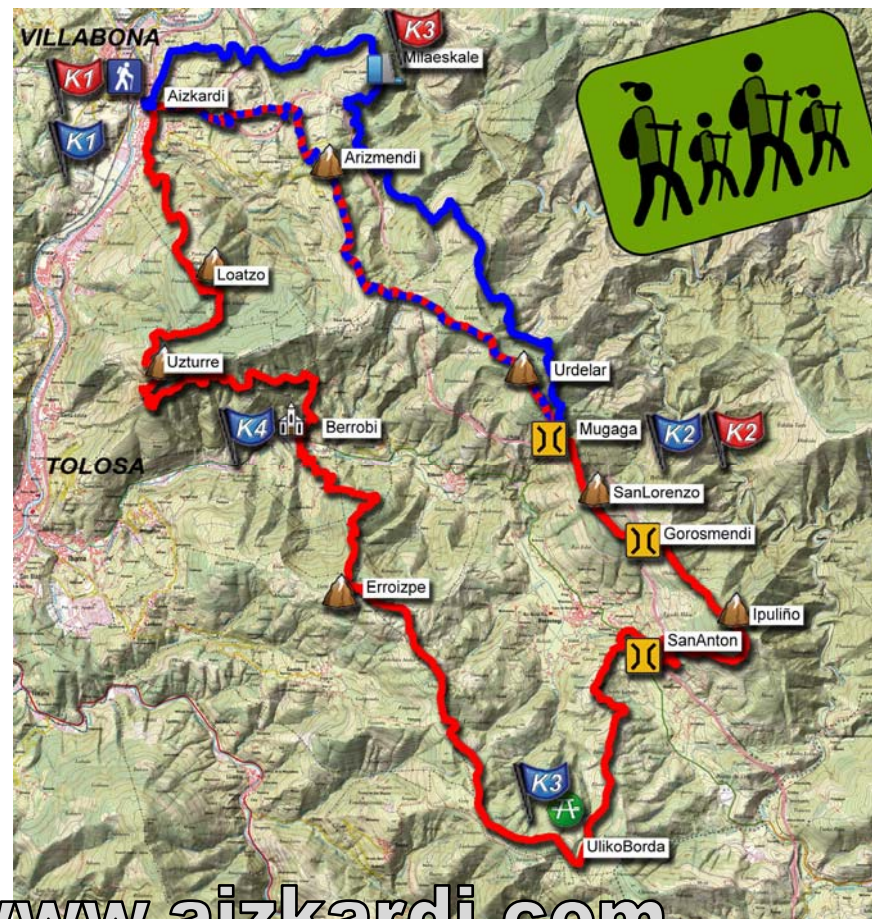 VILLABONA
K3
Milaeskale
K1
Aizkardi
K1
Arizmendi
Loatzo
Uzturre
Urdelar
K4
Berrobi
Mugaga
K2
K2
TOLOSA
SanLorenzo
Gorosmendi
Erroizpe
Ipuliño
SanAnton
K3
UlikoBorda
www.aizkardi.com